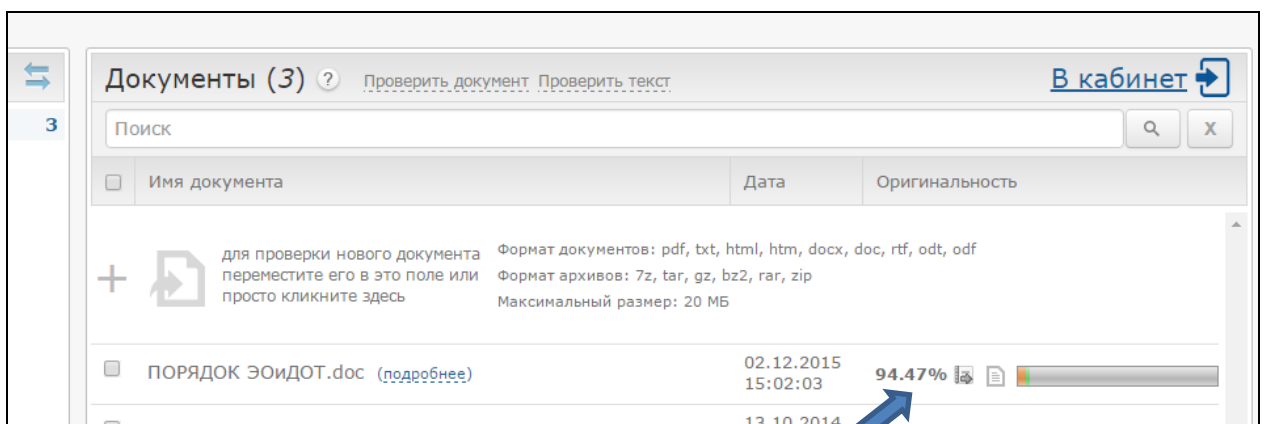 Документы (3) ? Проверить документ Проверить текст В кабинет
3
Поиск X
Имя документа Дата Оригинальность
для проверки нового документа
переместите его в это поле или
просто кликните здесь
Формат документов: pdf, txt, html, htm, docx, doc, rtf, odt, odf
Формат архивов: 7z, tar, gz, bz2, rar, zip
Максимальный размер: 20 МБ
ПОРЯДОК ЭОиДОТ.doc (подробнее)
02.12.2015
15:02:03
94.47%
13.10.2014